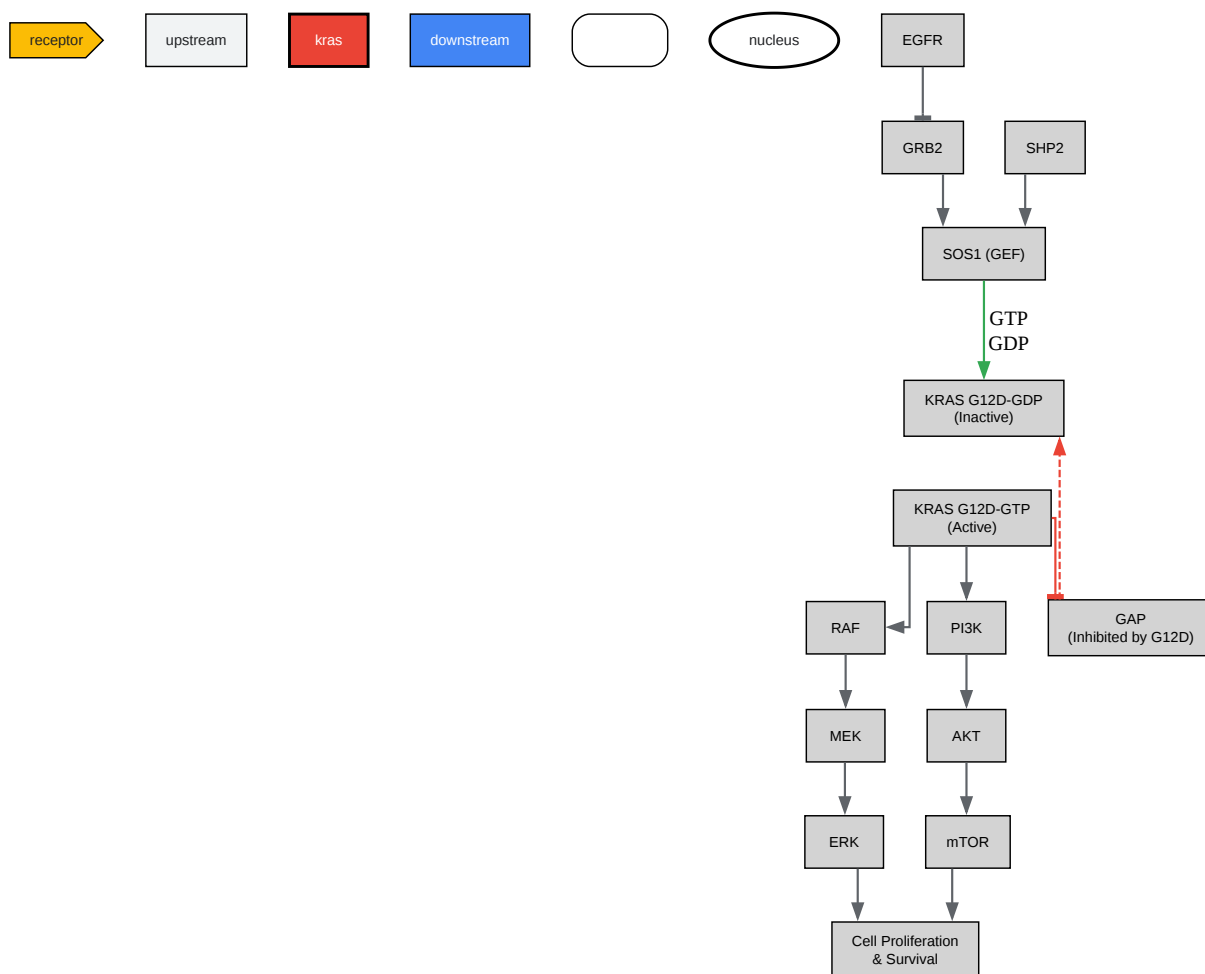 receptor
upstream
kras
downstream
nucleus
EGFR
GRB2
SHP2
SOS1 (GEF)
GTP
GDP
KRAS G12D-GDP
(Inactive)
KRAS G12D-GTP
(Active)
RAF
PI3K
GAP
(Inhibited by G12D)
MEK
AKT
ERK
mTOR
Cell Proliferation
& Survival